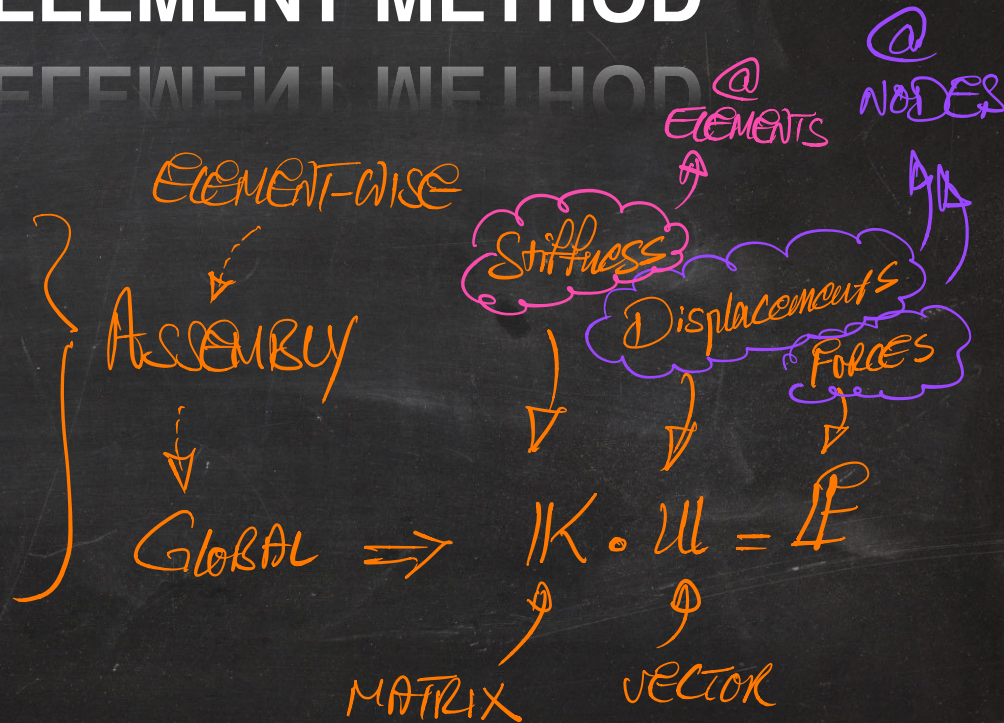 ELEMENT METHOD
@
ELEMENTS
@
NODES
ELEMENT-WISE
Stiffness
Displacements
FORCES
ASSEMBLY
GLOBAL ⇒ K · U = F
MATRIX
VECTOR